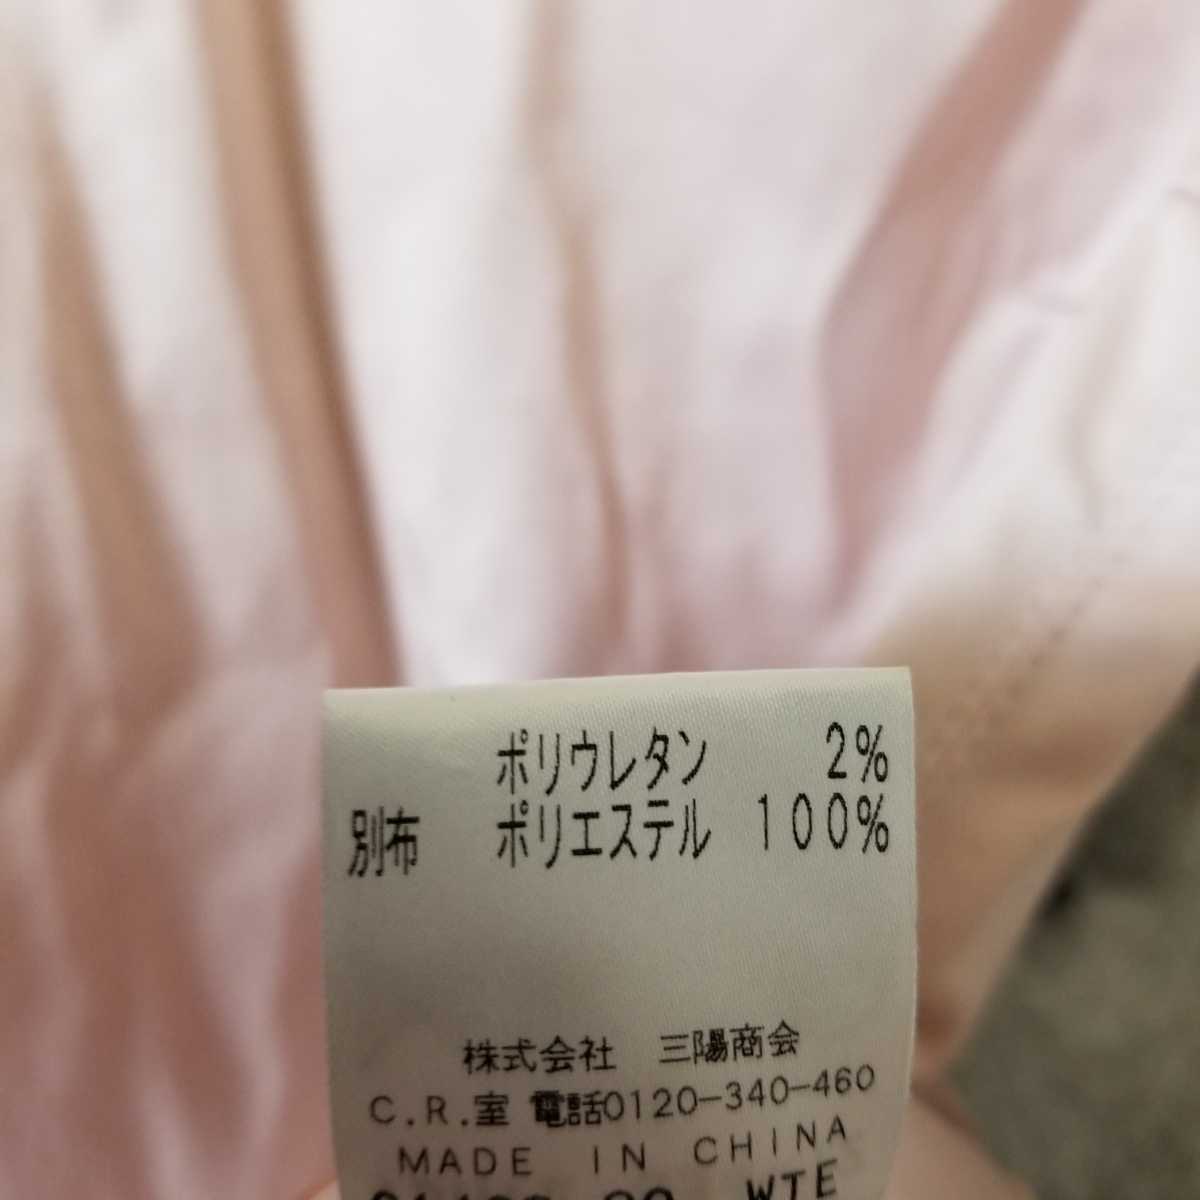 ポリウレタン 2%
別布 ポリエステル 100%
株式会社 三陽商会
C.R.室 電話0120-340-460
MADE IN CHINA
WTE